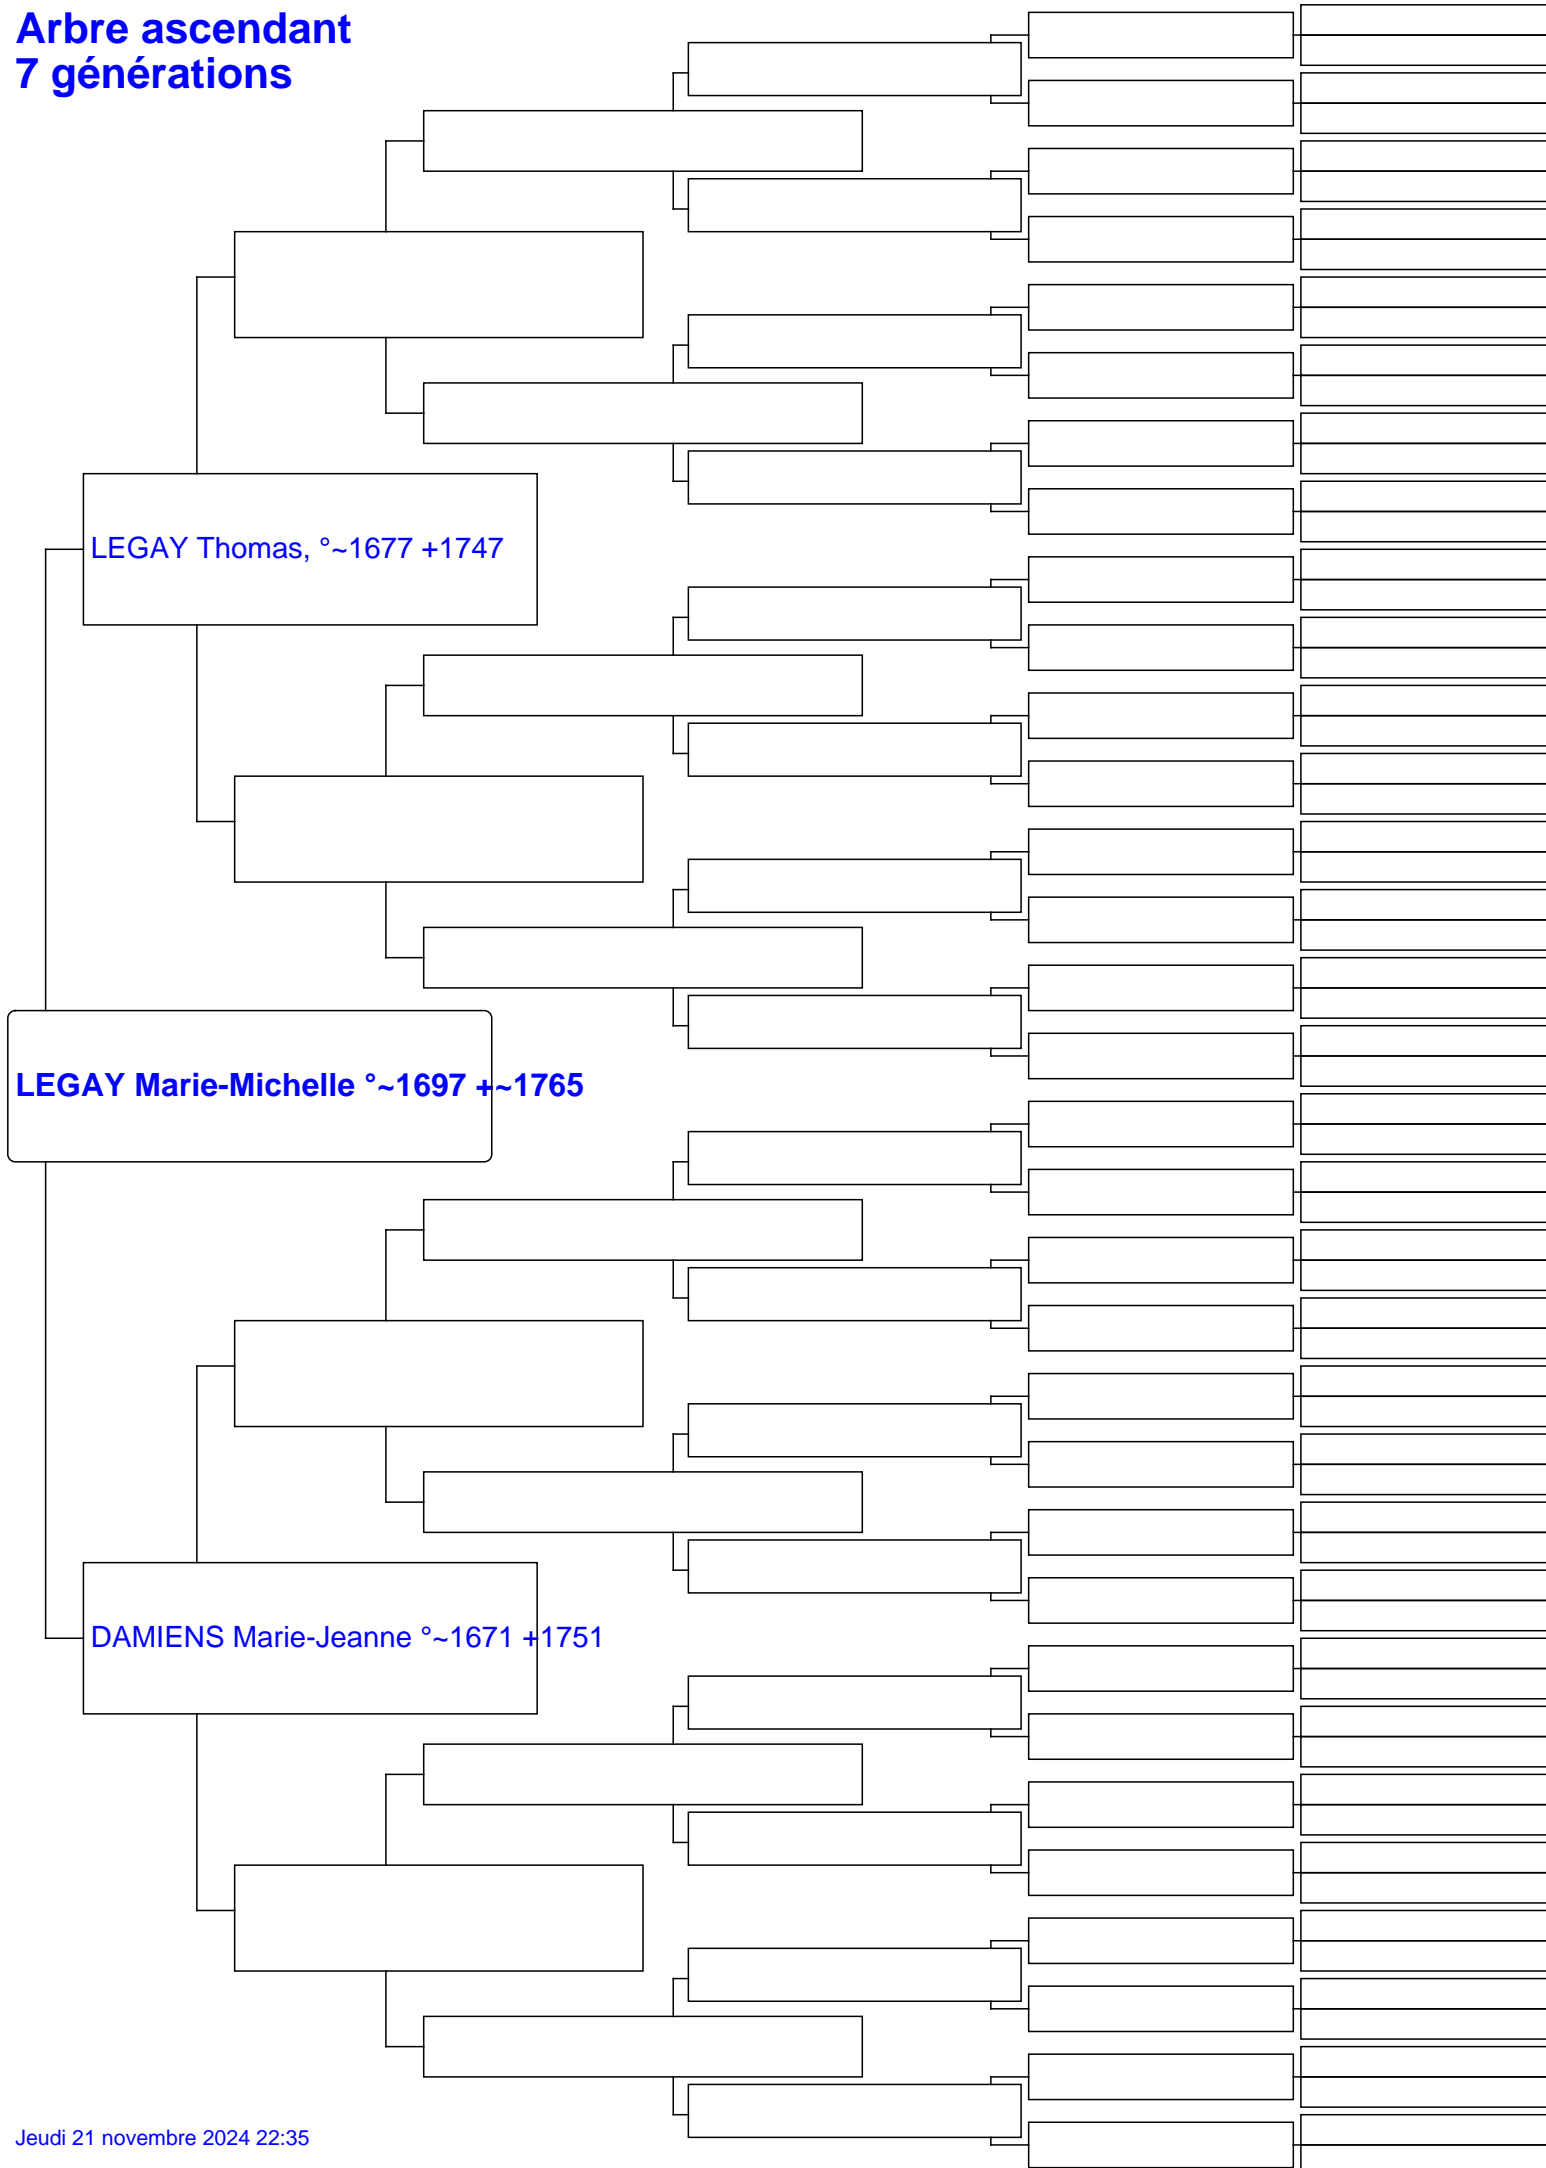 Arbre ascendant
7 générations
LEGAY Thomas, °~1677 +1747
LEGAY Marie-Michelle °~1697 +~1765
DAMIENS Marie-Jeanne °~1671 +1751
Jeudi 21 novembre 2024 22:35